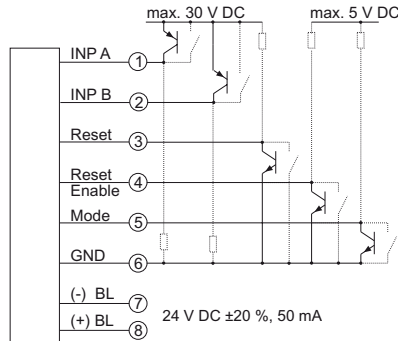 max. 30 V DC
max. 5 V DC
INP A 1
INP B 2
Reset 3
Reset
Enable 4
Mode 5
GND 6
(-) BL 7
(+) BL 8
24 V DC ±20 %, 50 mA